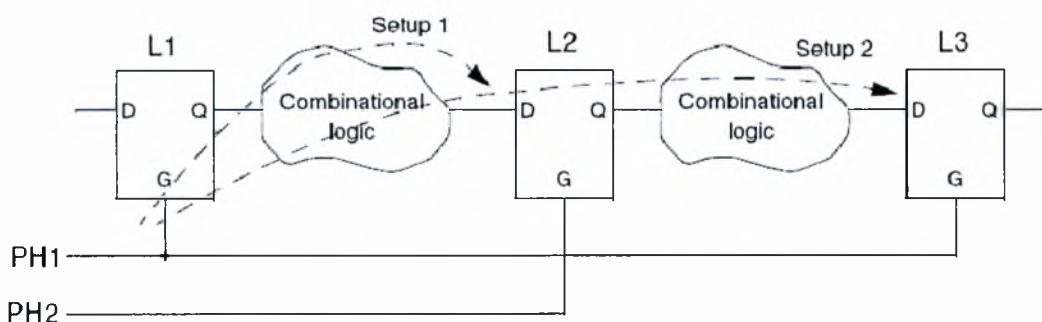 Setup 1
L1
L2
Setup 2
L3
D
Q
Combinational
logic
D
Q
Combinational
logic
D
Q
G
G
G
PH1
PH2